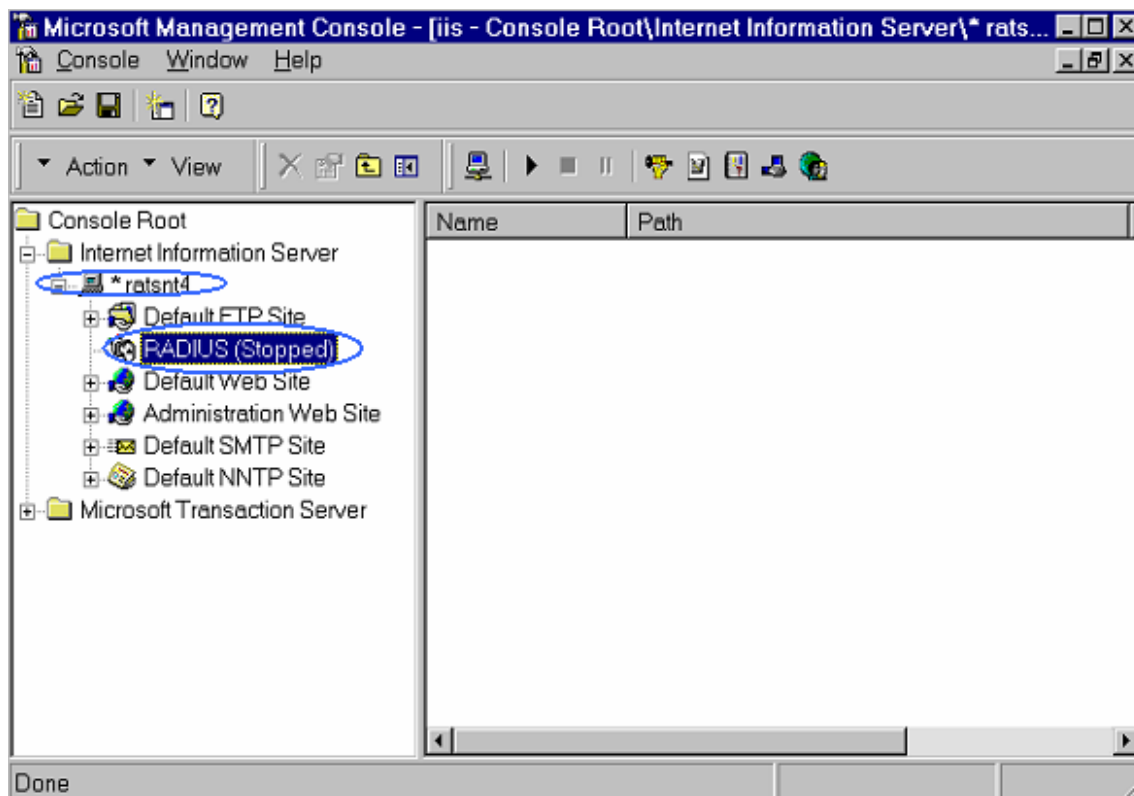 Microsoft Management Console - [iis - Console Root\Internet Information Server\* rats...
Console Window Help
Action View
Console Root
Internet Information Server
* ratsnt4
Default FTP Site
RADIUS (Stopped)
Default Web Site
Administration Web Site
Default SMTP Site
Default NNTP Site
Microsoft Transaction Server
Name Path
Done